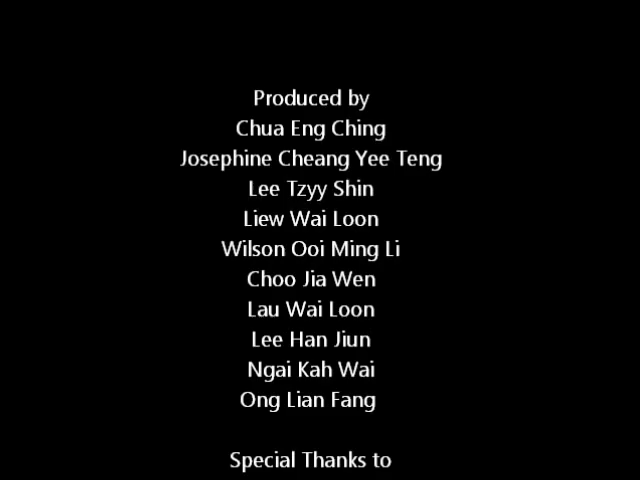 Produced by
Chua Eng Ching
Josephine Cheang Yee Teng
Lee Tzyy Shin
Liew Wai Loon
Wilson Ooi Ming Li
Choo Jia Wen
Lau Wai Loon
Lee Han Jiun
Ngai Kah Wai
Ong Lian Fang
Special Thanks to